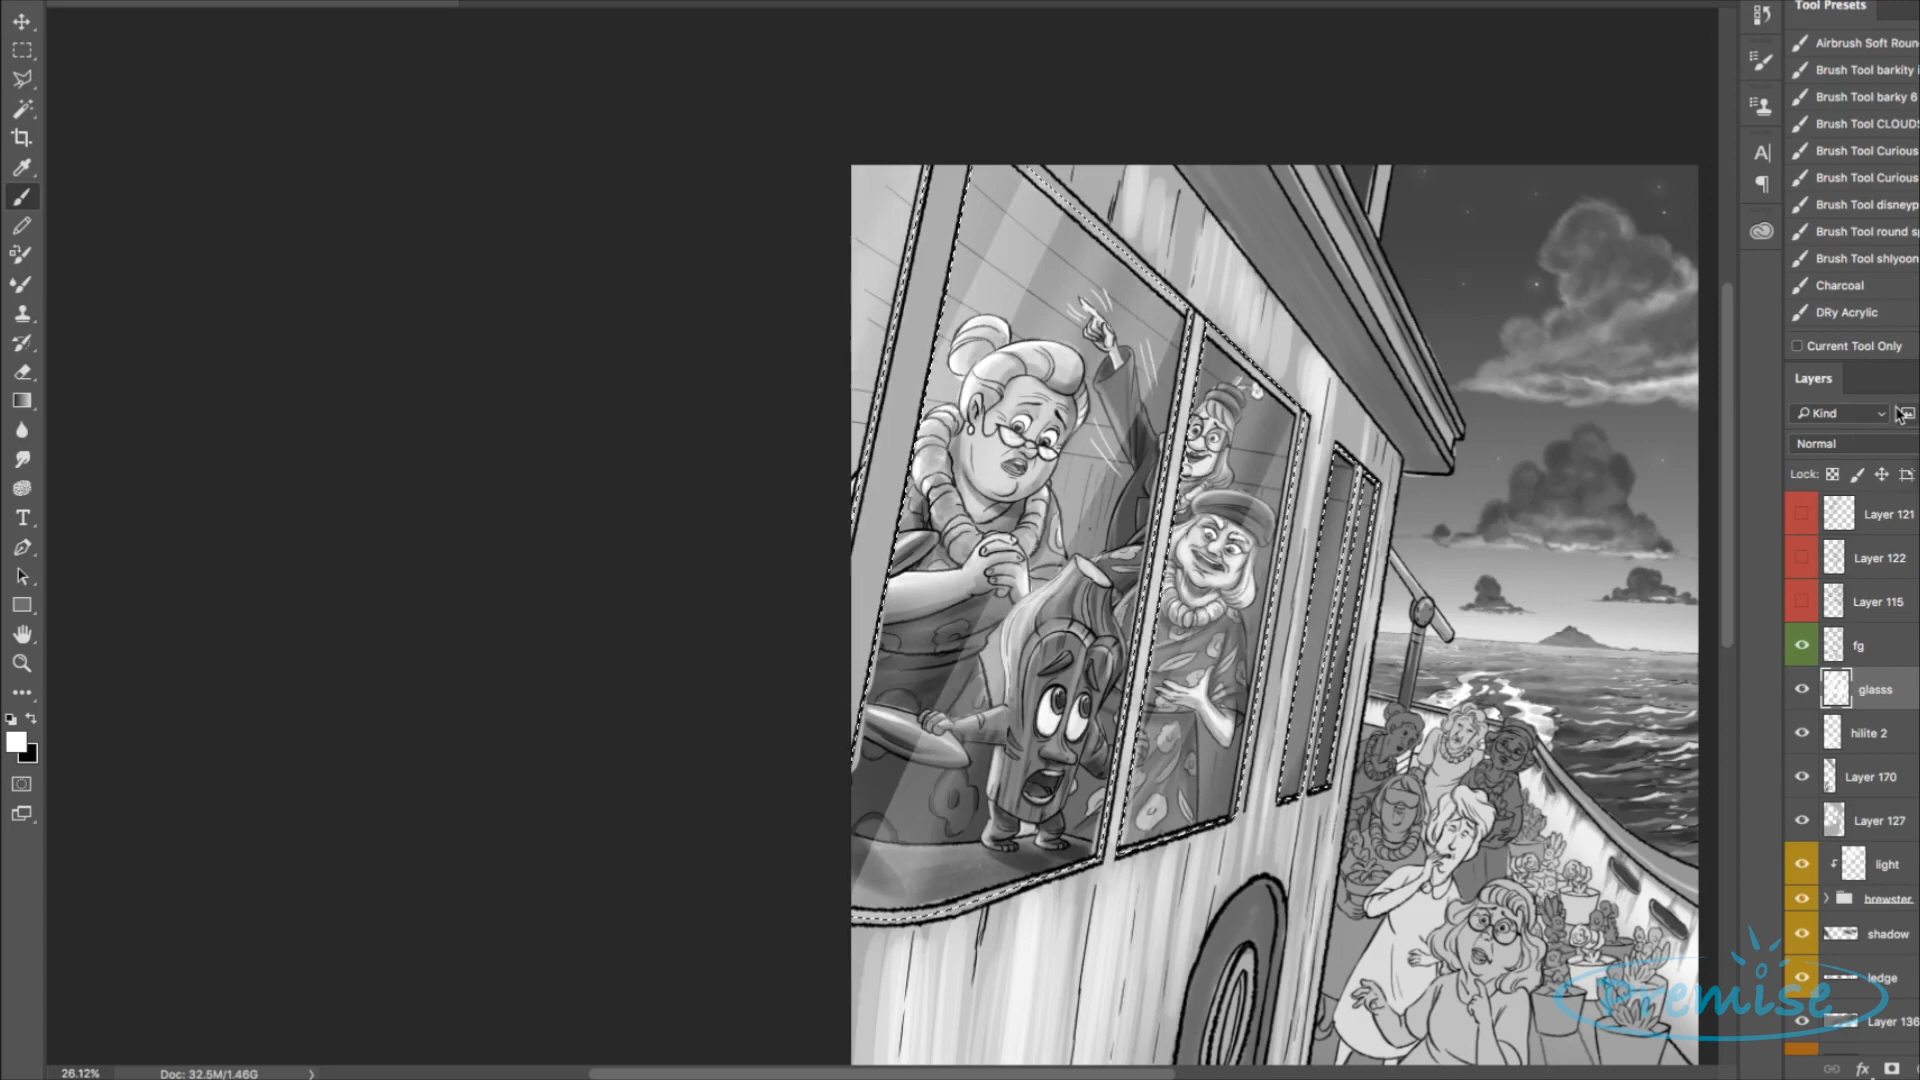 Tool Presets
Airbrush Soft Roun
Brush Tool barkity i
Brush Tool barky 6
Brush Tool CLOUDS
Brush Tool Curious
Brush Tool Curious
Brush Tool disneyp
Brush Tool round sp
Brush Tool shlyoon
Charcoal
DRy Acrylic
Current Tool Only
Layers
Kind
Normal
Lock:
Layer 121
Layer 122
Layer 115
fg
glasss
hilite 2
Layer 170
Layer 127
light
brewster
shadow
ledge
Layer 136
Premise
26.12%
Doc: 32.5M/1.46G
fx